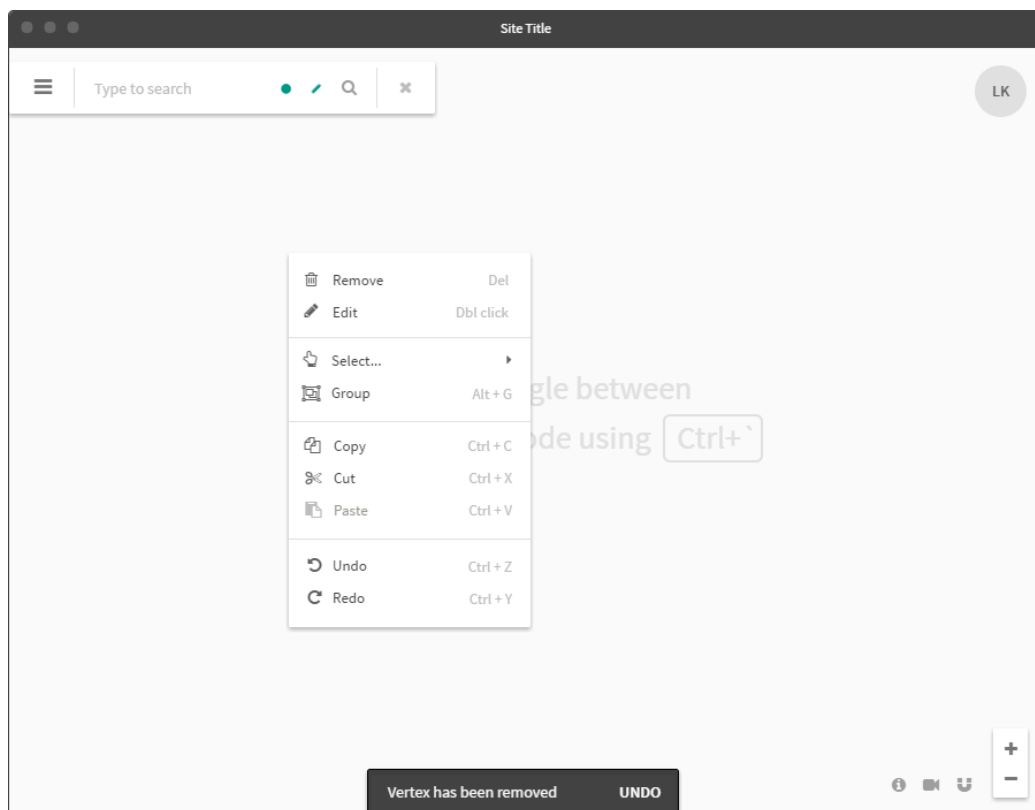 Site Title
Type to search
LK
Remove Del
Edit Dbl click
Select...
Group Alt + G
gle between
de using Ctrl+`
Copy Ctrl + C
Cut Ctrl + X
Paste Ctrl + V
Undo Ctrl + Z
Redo Ctrl + Y
Vertex has been removed UNDO